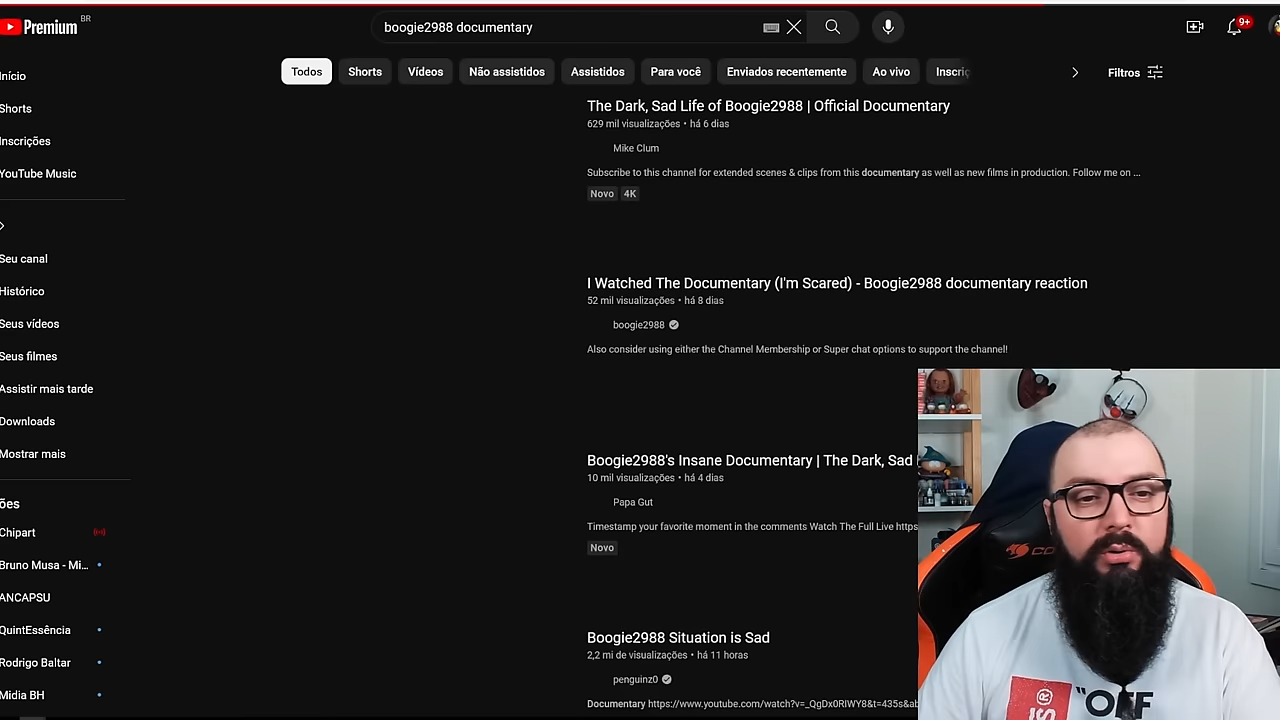 Premium BR
boogie2988 documentary
9+
Todos
Shorts
Vídeos
Não assistidos
Assistidos
Para você
Enviados recentemente
Ao vivo
Inscriç
Filtros
Início
Shorts
Inscrições
YouTube Music
Seu canal
Histórico
Seus vídeos
Seus filmes
Assistir mais tarde
Downloads
Mostrar mais
ões
Chipart
Bruno Musa - Mi...
ANCAPSU
QuintEssência
Rodrigo Baltar
Midia BH
The Dark, Sad Life of Boogie2988 | Official Documentary
629 mil visualizações • há 6 dias
Mike Clum
Subscribe to this channel for extended scenes & clips from this documentary as well as new films in production. Follow me on ...
Novo 4K
I Watched The Documentary (I'm Scared) - Boogie2988 documentary reaction
52 mil visualizações • há 8 dias
boogie2988
Also consider using either the Channel Membership or Super chat options to support the channel!
Boogie2988's Insane Documentary | The Dark, Sad
10 mil visualizações • há 4 dias
Papa Gut
Timestamp your favorite moment in the comments Watch The Full Live https
Novo
Boogie2988 Situation is Sad
2,2 mi de visualizações • há 11 horas
penguinz0
Documentary https://www.youtube.com/watch?v=_QgDx0RIWY8&t=435s&ab
CO
"OFF